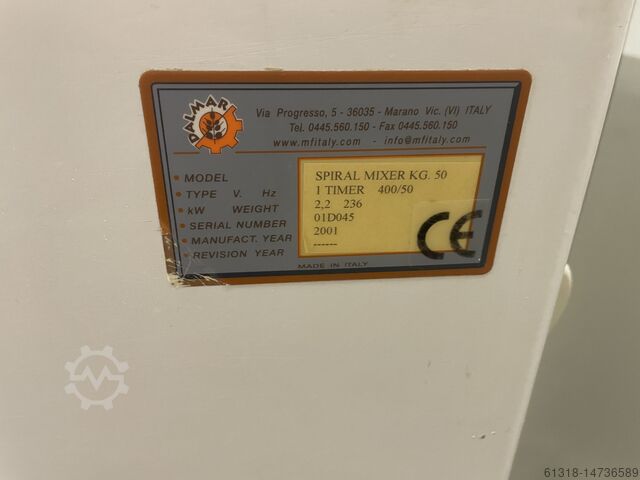 DALMAR
Via Progresso, 5 - 36035 - Marano Vic. (VI) ITALY
Tel. 0445.560.150 - Fax 0445.560.150
www.mfitaly.com - info@mfitaly.com
MODEL SPIRAL MIXER KG. 50
TYPE V. Hz 1 TIMER 400/50
kW WEIGHT 2,2 236
SERIAL NUMBER 01D045
MANUFACT. YEAR 2001
REVISION YEAR ------
CE
MADE IN ITALY
61318-14736589